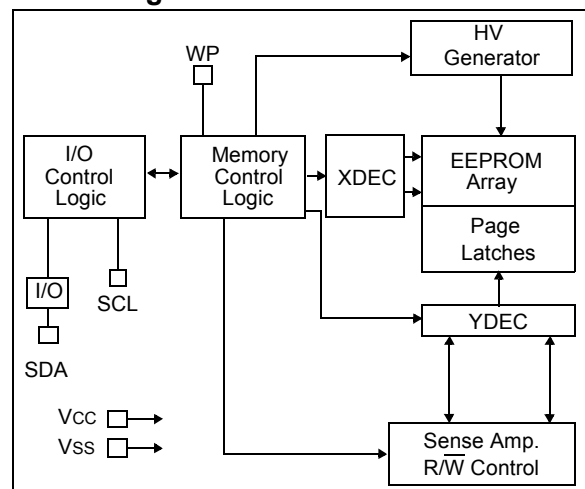 HV
Generator
WP
I/O
Control
Logic
Memory
Control
Logic
XDEC
EEPROM
Array
Page
Latches
I/O
SCL
SDA
YDEC
VCC
VSS
Sense Amp.
R/W̅ Control